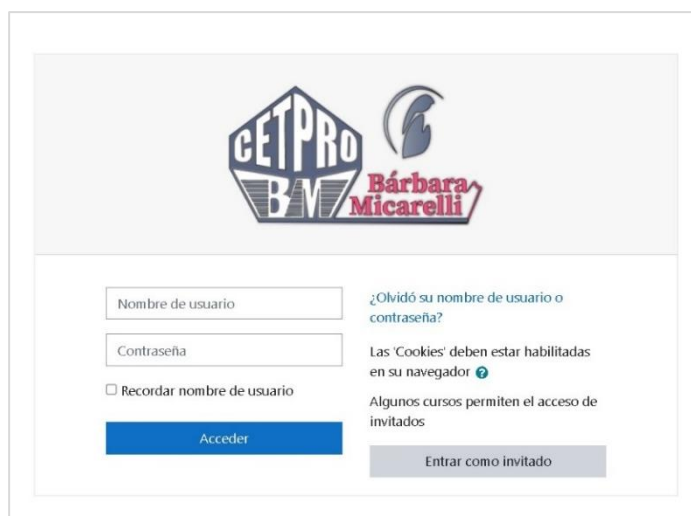 CETPRO
BM
Bárbara
Micarelli
Nombre de usuario
Contraseña
Recordar nombre de usuario
Acceder
¿Olvidó su nombre de usuario o
contraseña?
Las 'Cookies' deben estar habilitadas
en su navegador
Algunos cursos permiten el acceso de
invitados
Entrar como invitado